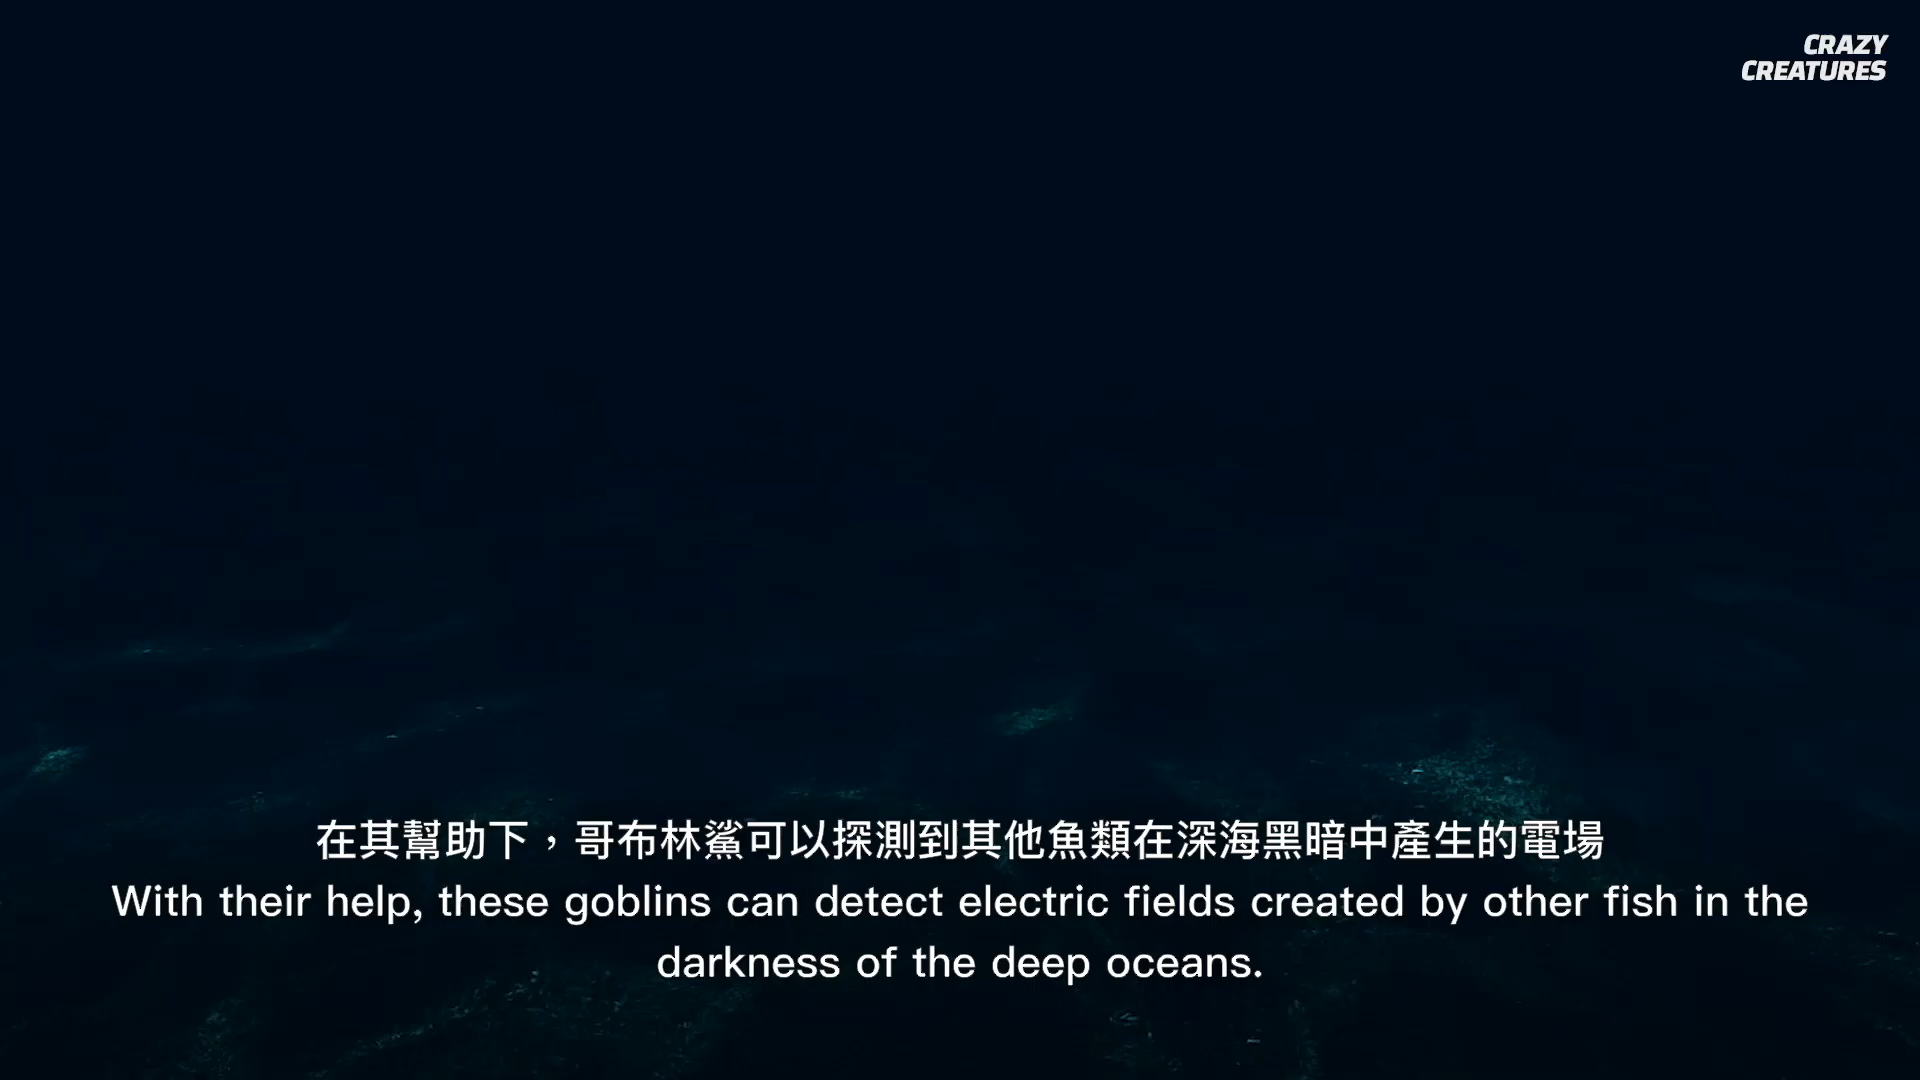 CRAZY
CREATURES
在其幫助下，哥布林鯊可以探測到其他魚類在深海黑暗中產生的電場
With their help, these goblins can detect electric fields created by other fish in the
darkness of the deep oceans.